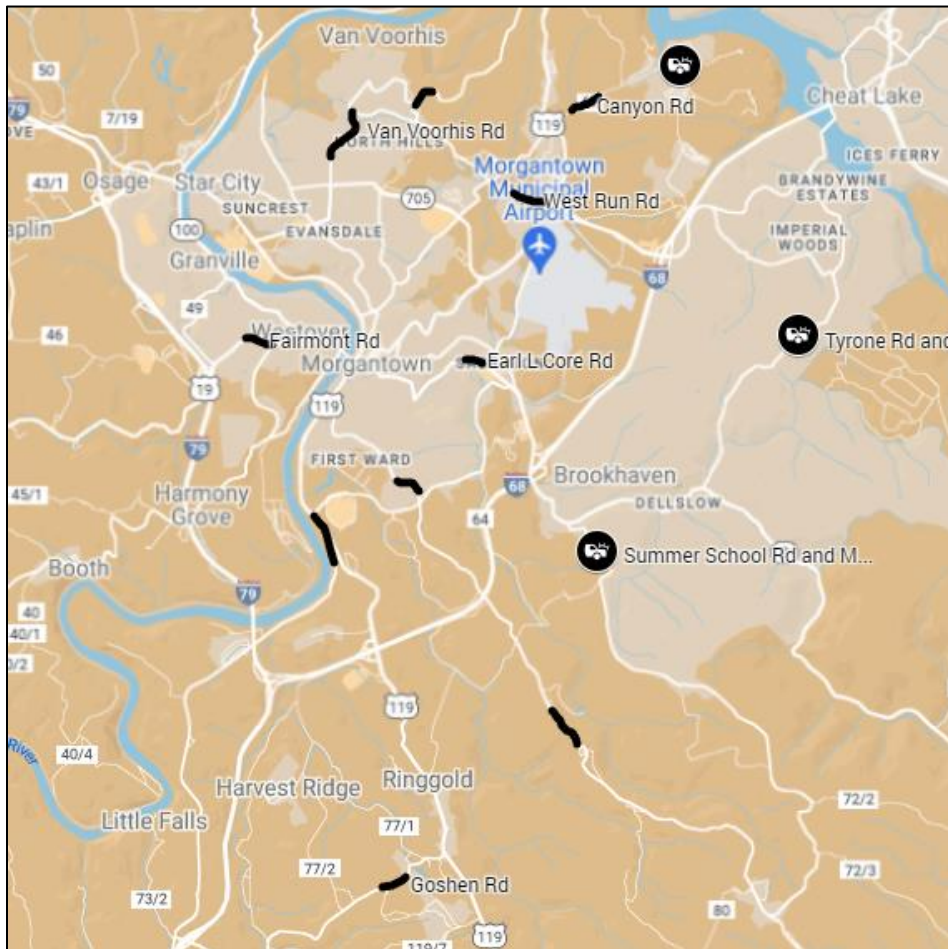 Van Voorhis
50
79
OVE
7/19
Canyon Rd
119
Cheat Lake
Van Voorhis Rd
NORTH HILLS
ICES FERRY
43/1
Osage
Star City
Morgantown
Municipal
Airport
West Run Rd
BRANDYWINE
ESTATES
705
SUNCREST
aplin
100
EVANSDALE
IMPERIAL
WOODS
Granville
68
49
46
Westover
Fairmont Rd
Tyrone Rd and
Morgantown
Earl L Core Rd
19
119
79
FIRST WARD
Brookhaven
68
45/1
Harmony
Grove
DELLSLOW
64
Summer School Rd and M...
Booth
79
40
40/1
0/2
119
River
40/4
Harvest Ridge
Ringgold
72/2
Little Falls
77/1
77/2
72/3
Goshen Rd
73/2
80
119
119/7